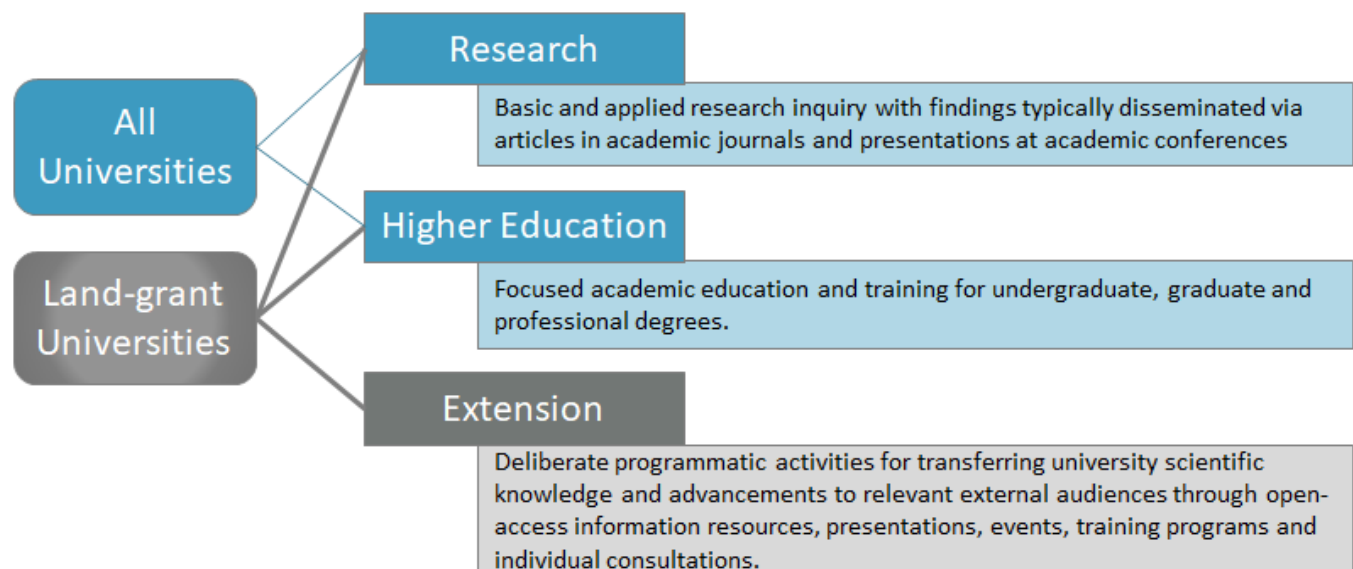 All
Universities
Land-grant
Universities
Research
Basic and applied research inquiry with findings typically disseminated via
articles in academic journals and presentations at academic conferences
Higher Education
Focused academic education and training for undergraduate, graduate and
professional degrees.
Extension
Deliberate programmatic activities for transferring university scientific
knowledge and advancements to relevant external audiences through open-
access information resources, presentations, events, training programs and
individual consultations.